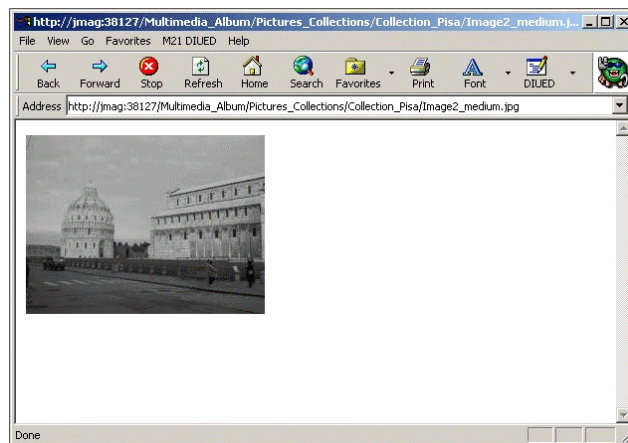 http://jmag:38127/Multimedia_Album/Pictures_Collections/Collection_Pisa/Image2_medium.j...
File View Go Favorites M21 DIUED Help
Back Forward Stop Refresh Home Search Favorites Print Font DIUED
Address http://jmag:38127/Multimedia_Album/Pictures_Collections/Collection_Pisa/Image2_medium.jpg
Done